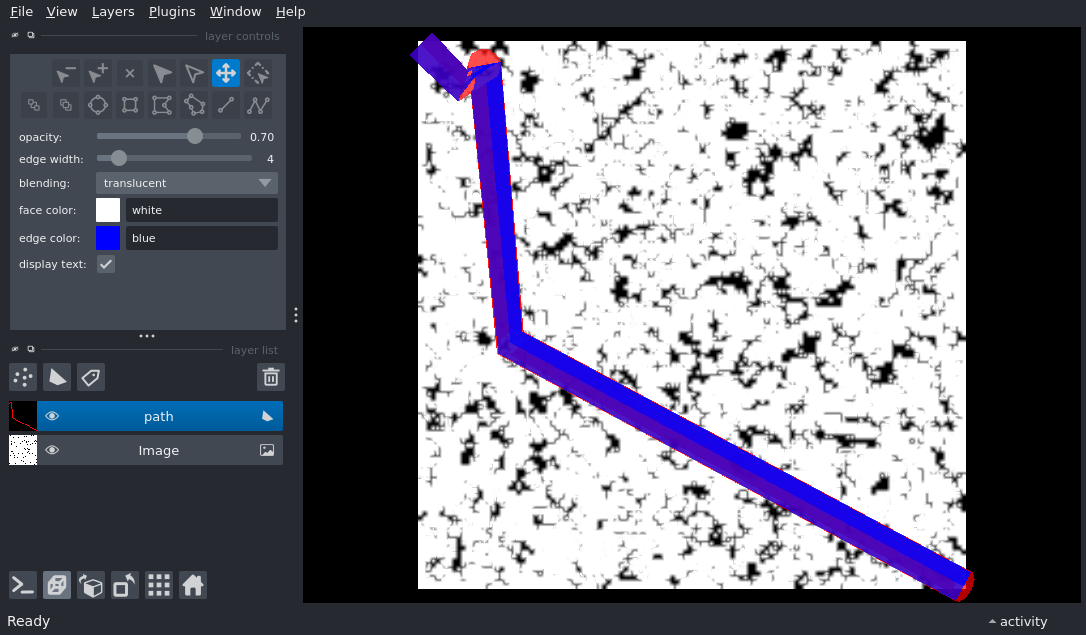 File View Layers Plugins Window Help
layer controls
opacity: 0.70
edge width: 4
blending: translucent
face color: white
edge color: blue
display text:
layer list
path
Image
Ready activity